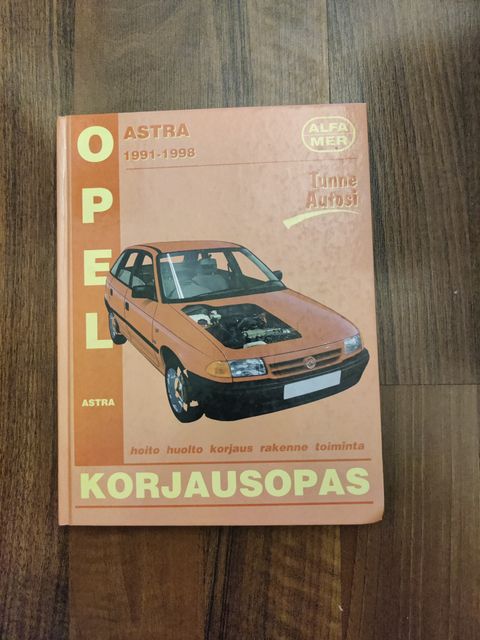 OPEL
ASTRA
1991-1998
ALFA
MER
Tunne
Autosi
ASTRA
hoito huolto korjaus rakenne toiminta
KORJAUSOPAS